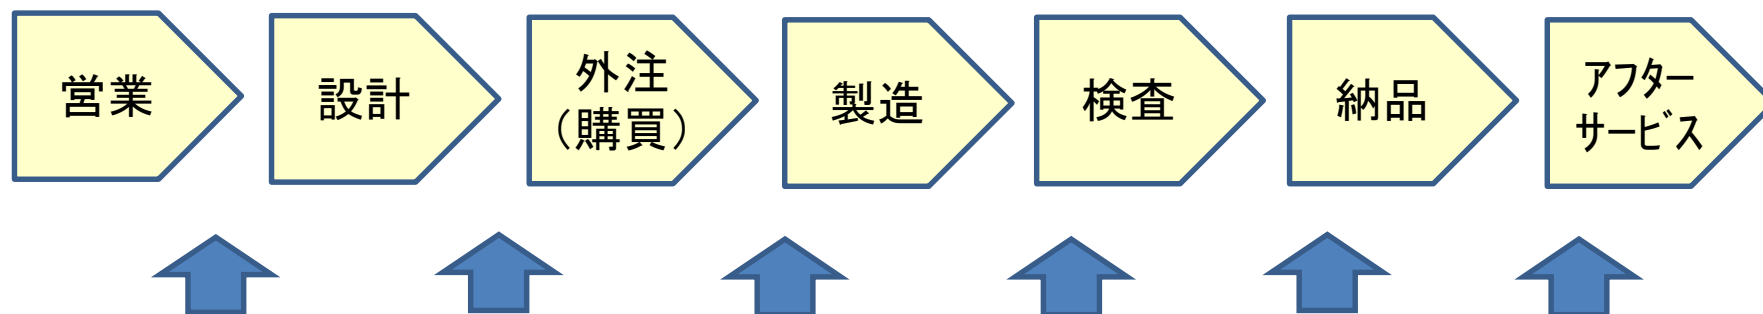 営業
設計
外注
（購買）
製造
検査
納品
アフター
サービス